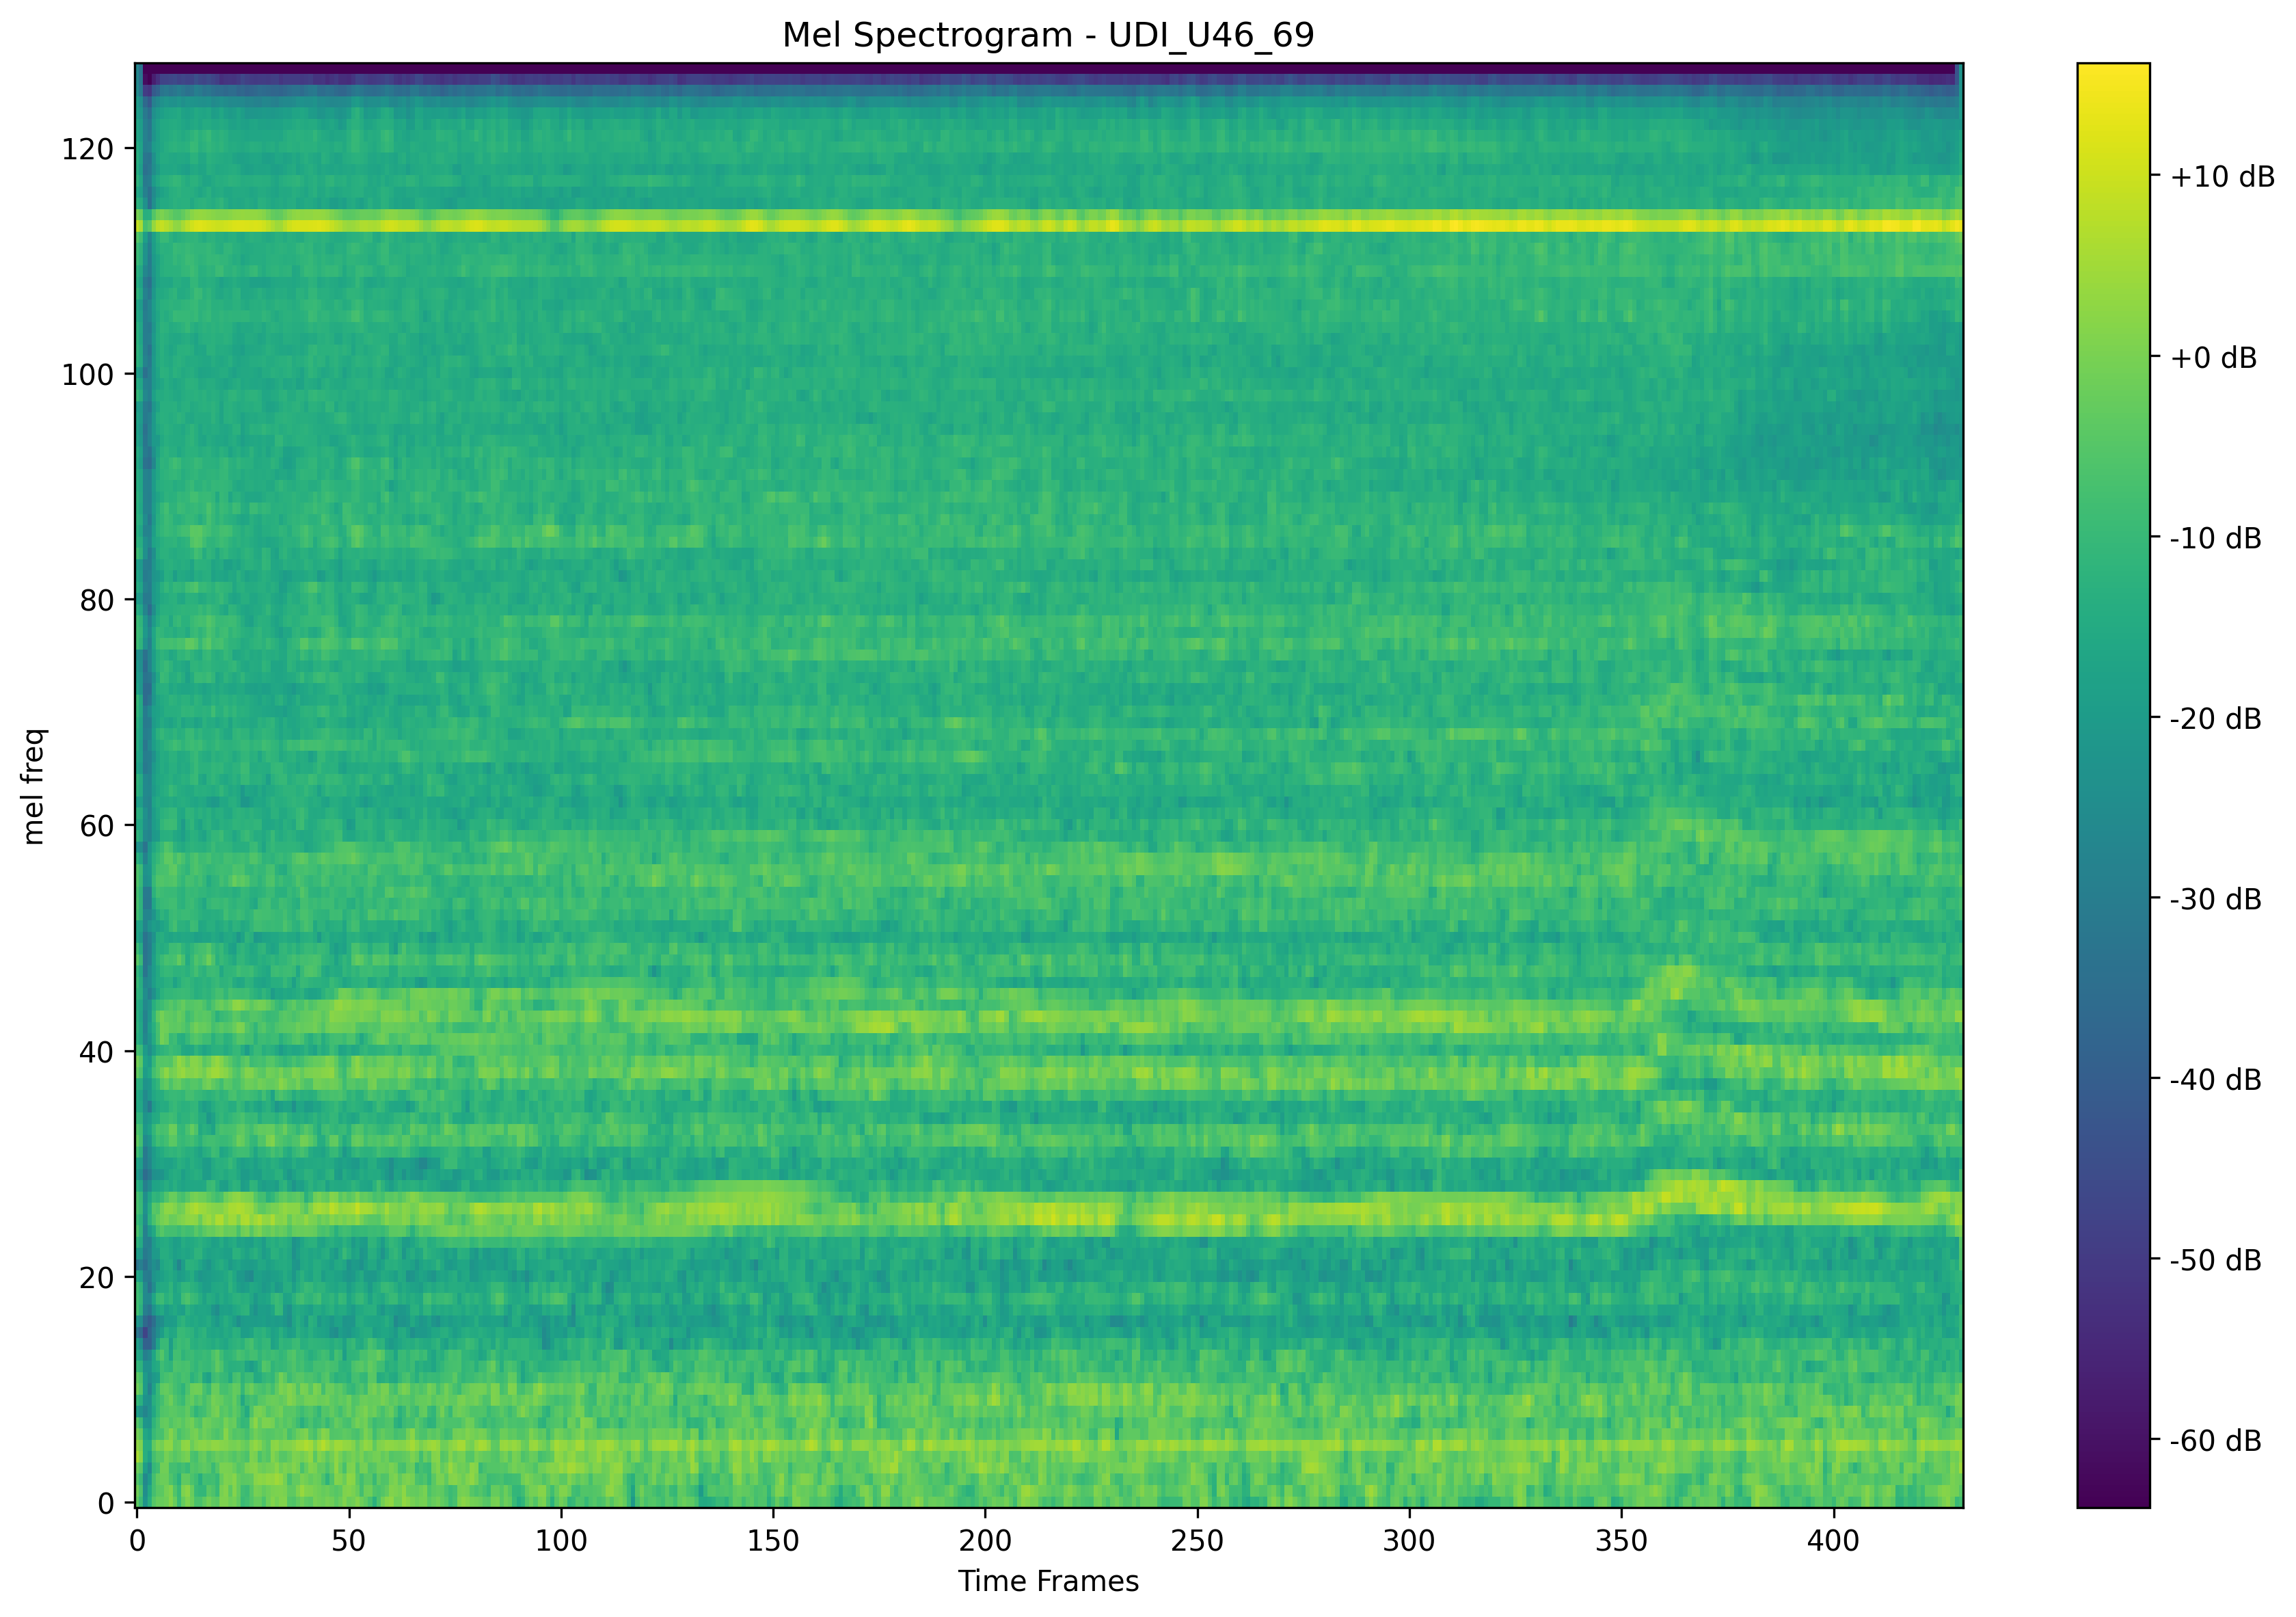 Mel Spectrogram - UDI_U46_69
mel freq
120
100
80
60
40
20
0
0 50 100 150 200 250 300 350 400
Time Frames
+10 dB
+0 dB
-10 dB
-20 dB
-30 dB
-40 dB
-50 dB
-60 dB